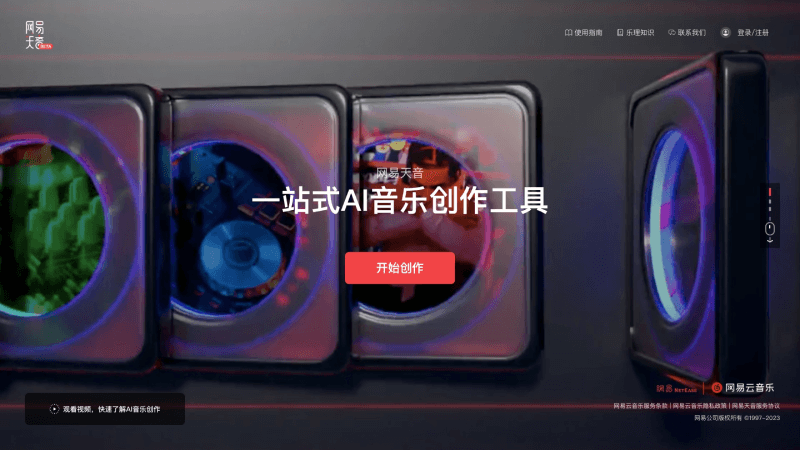 网易
天音 BETA
使用指南 乐理知识 联系我们 登录/注册
网易天音
一站式AI音乐创作工具
开始创作
观看视频，快速了解AI音乐创作
網易 NetEase 网易云音乐
网易云音乐服务条款 | 网易云音乐隐私政策 | 网易天音服务协议
网易公司版权所有 ©1997-2023